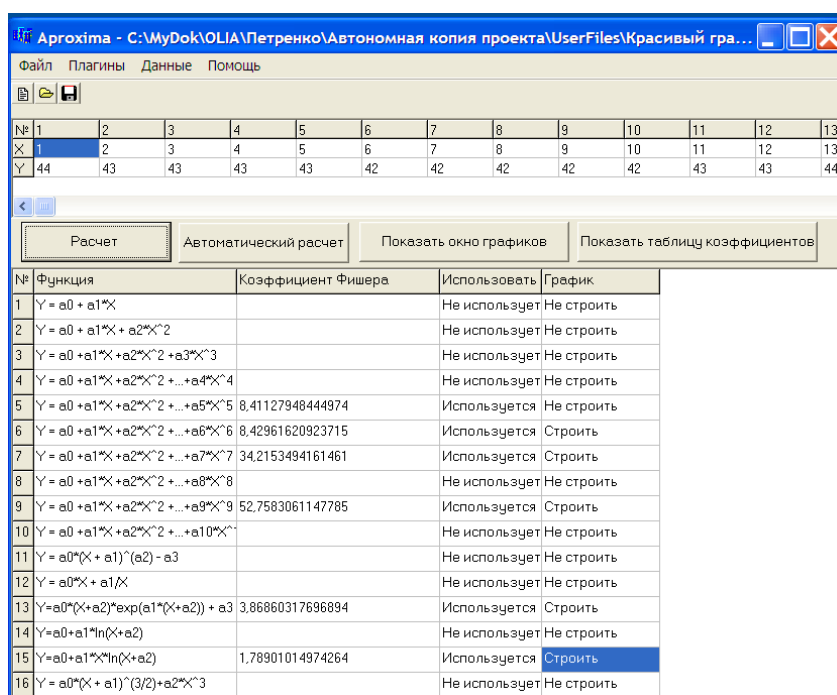 Aproxima - C:\MyDok\OLIA\Петренко\Автономная копия проекта\UserFiles\Красивый гра...
Файл Плагины Данные Помощь
№ 1 2 3 4 5 6 7 8 9 10 11 12 13
X 1 2 3 4 5 6 7 8 9 10 11 12 13
Y 44 43 43 43 43 42 42 42 42 42 43 43 44
Расчет Автоматический расчет Показать окно графиков Показать таблицу коэффициентов
№ Функция Коэффициент Фишера Использовать График
1 Y = a0 + a1*X Не использует Не строить
2 Y = a0 + a1*X + a2*X^2 Не использует Не строить
3 Y = a0 +a1*X +a2*X^2 +a3*X^3 Не использует Не строить
4 Y = a0 +a1*X +a2*X^2 +...+a4*X^4 Не использует Не строить
5 Y = a0 +a1*X +a2*X^2 +...+a5*X^5 8,41127948444974 Используется Не строить
6 Y = a0 +a1*X +a2*X^2 +...+a6*X^6 8,42961620923715 Используется Строить
7 Y = a0 +a1*X +a2*X^2 +...+a7*X^7 34,2153494161461 Используется Строить
8 Y = a0 +a1*X +a2*X^2 +...+a8*X^8 Не использует Не строить
9 Y = a0 +a1*X +a2*X^2 +...+a9*X^9 52,7583061147785 Используется Строить
10 Y = a0 +a1*X +a2*X^2 +...+a10*X^1 Не использует Не строить
11 Y = a0*(X + a1)^(a2) - a3 Не использует Не строить
12 Y = a0*X + a1/X Не использует Не строить
13 Y=a0*(X+a2)*exp(a1*(X+a2)) + a3 3,86860317696894 Используется Строить
14 Y=a0+a1*ln(X+a2) Не использует Не строить
15 Y=a0+a1*X*ln(X+a2) 1,78901014974264 Используется Строить
16 Y = a0*(X + a1)^(3/2)+a2*X^3 Не использует Не строить